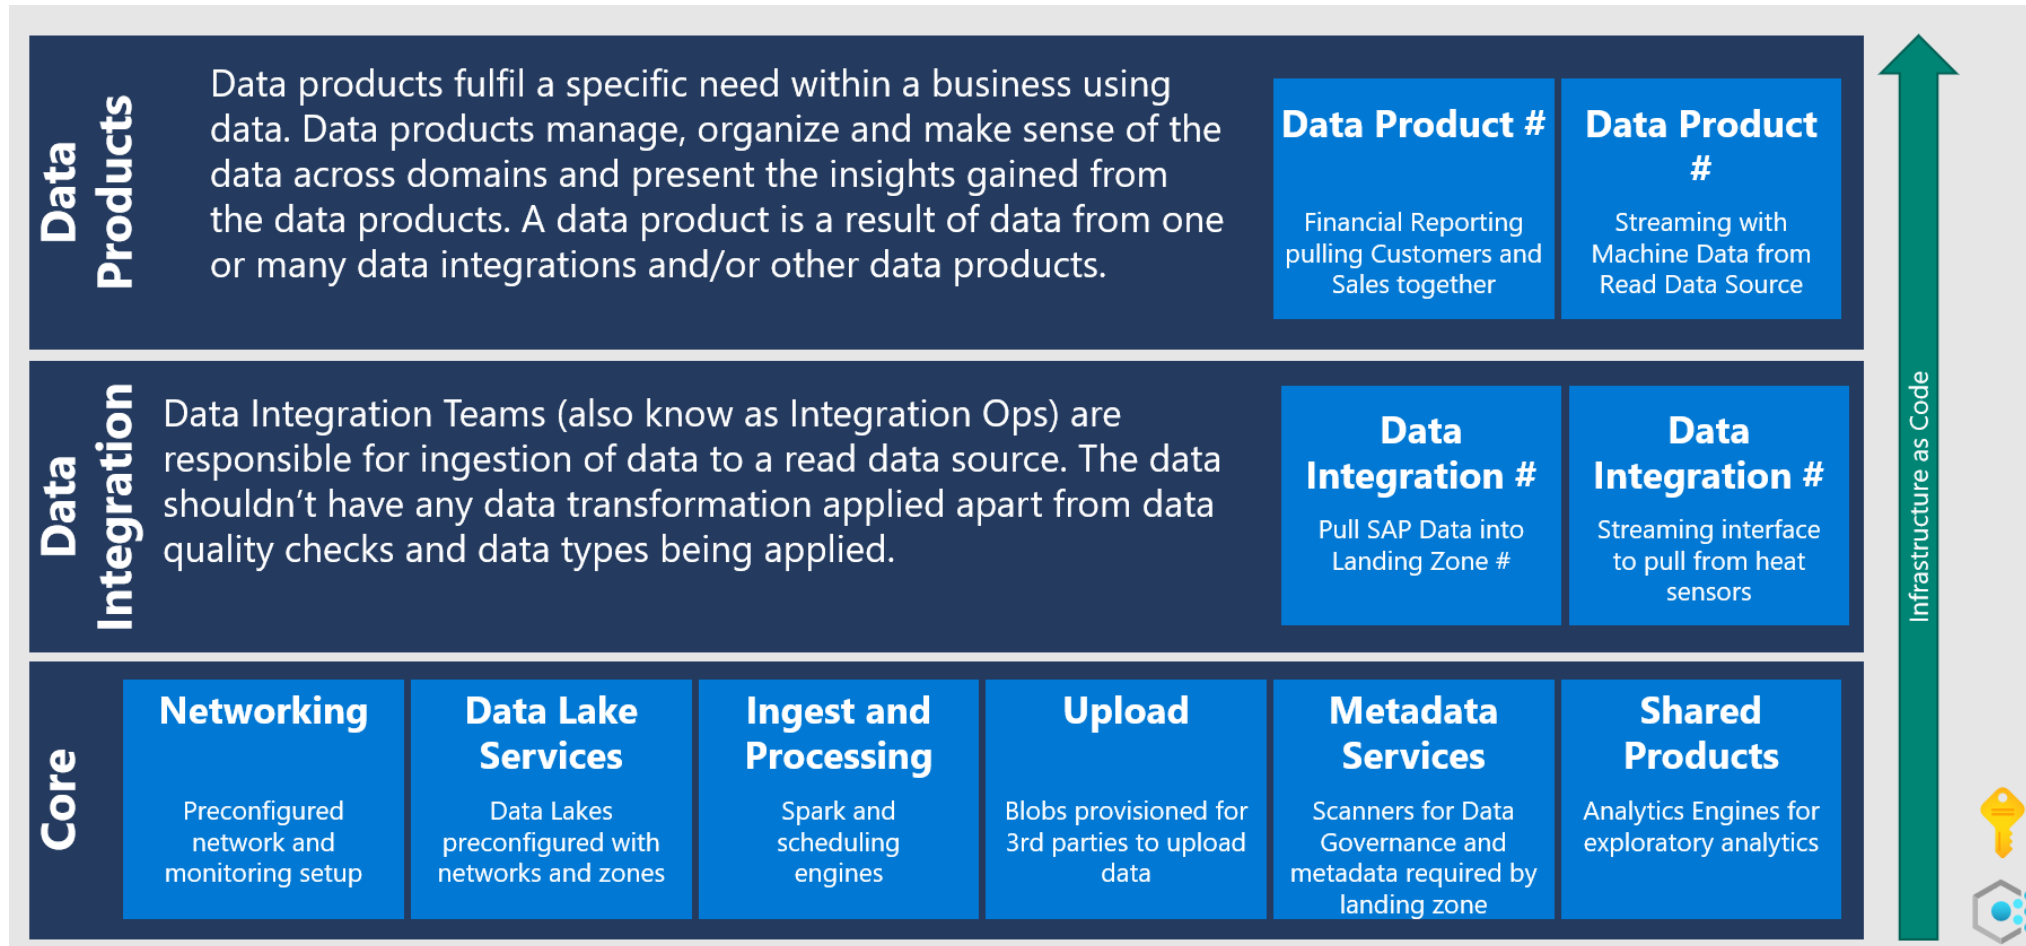 Data
Products
Data products fulfil a specific need within a business using
data. Data products manage, organize and make sense of the
data across domains and present the insights gained from
the data products. A data product is a result of data from one
or many data integrations and/or other data products.
Data Product #
Financial Reporting
pulling Customers and
Sales together
Data Product
#
Streaming with
Machine Data from
Read Data Source
Data
Integration
Data Integration Teams (also know as Integration Ops) are
responsible for ingestion of data to a read data source. The data
shouldn’t have any data transformation applied apart from data
quality checks and data types being applied.
Data
Integration #
Pull SAP Data into
Landing Zone #
Data
Integration #
Streaming interface
to pull from heat
sensors
Core
Networking
Preconfigured
network and
monitoring setup
Data Lake
Services
Data Lakes
preconfigured with
networks and zones
Ingest and
Processing
Spark and
scheduling
engines
Upload
Blobs provisioned for
3rd parties to upload
data
Metadata
Services
Scanners for Data
Governance and
metadata required by
landing zone
Shared
Products
Analytics Engines for
exploratory analytics
Infrastructure as Code